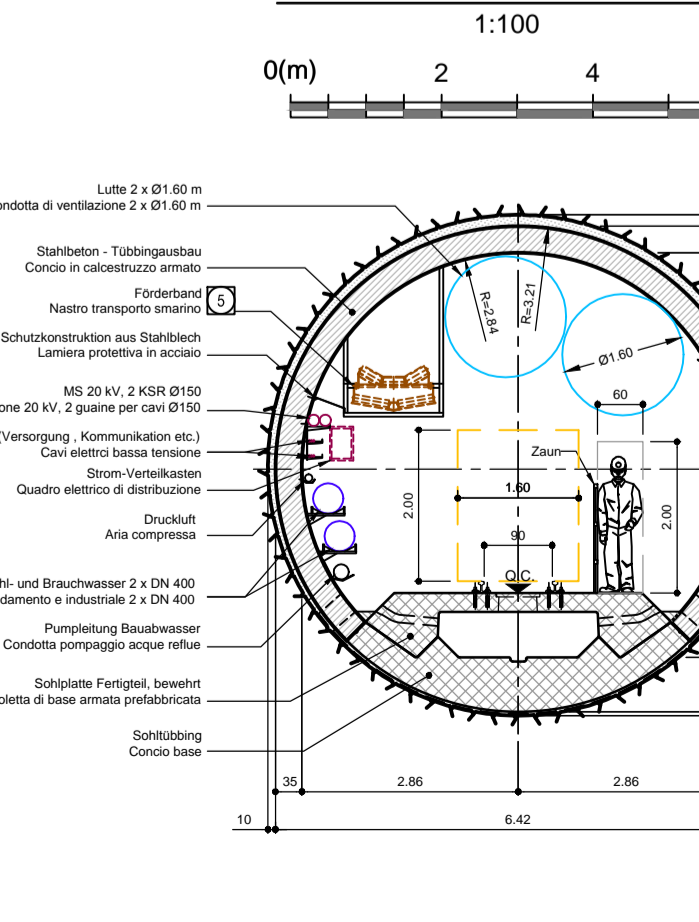 1:100
0(m) 2 4
Lutte 2 x Ø1.60 m
ondotta di ventilazione 2 x Ø1.60 m
Stahlbeton - Tübbingausbau
Concio in calcestruzzo armato
Förderband
Nastro transporto smarino
5
Schutzkonstruktion aus Stahlblech
Lamiera protettiva in acciaio
MS 20 kV, 2 KSR Ø150
one 20 kV, 2 guaine per cavi Ø150
(Versorgung , Kommunikation etc.)
Cavi elettrci bassa tensione
Strom-Verteilkasten
Quadro elettrico di distribuzione
Druckluft
Aria compressa
hl- und Brauchwasser 2 x DN 400
damento e industriale 2 x DN 400
Pumpleitung Bauabwasser
Condotta pompaggio acque reflue
Sohlplatte Fertigteil, bewehrt
oletta di base armata prefabbricata
Sohltübbing
Concio base
R=2.84
R=3.21
Ø1.60
60
Zaun
2.00
1.60
2.00
90
Q.C.
35 2.86 2.86
10 6.42